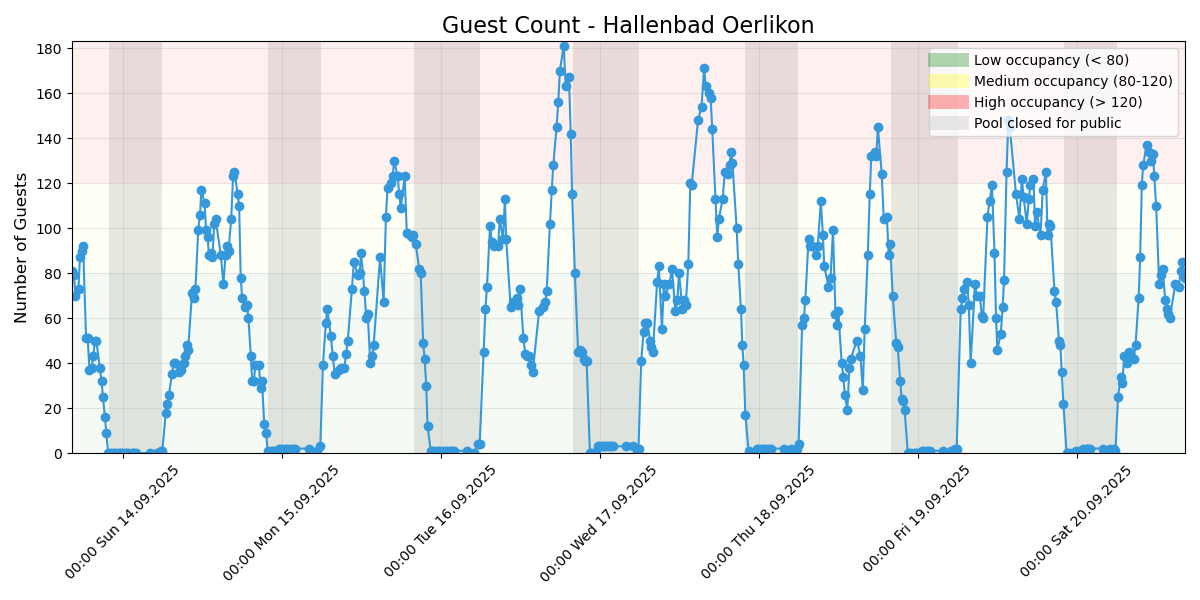 Guest Count - Hallenbad Oerlikon
Number of Guests
180
160
140
120
100
80
60
40
20
0
Low occupancy (< 80)
Medium occupancy (80-120)
High occupancy (> 120)
Pool closed for public
00:00 Sun 14.09.2025
00:00 Mon 15.09.2025
00:00 Tue 16.09.2025
00:00 Wed 17.09.2025
00:00 Thu 18.09.2025
00:00 Fri 19.09.2025
00:00 Sat 20.09.2025